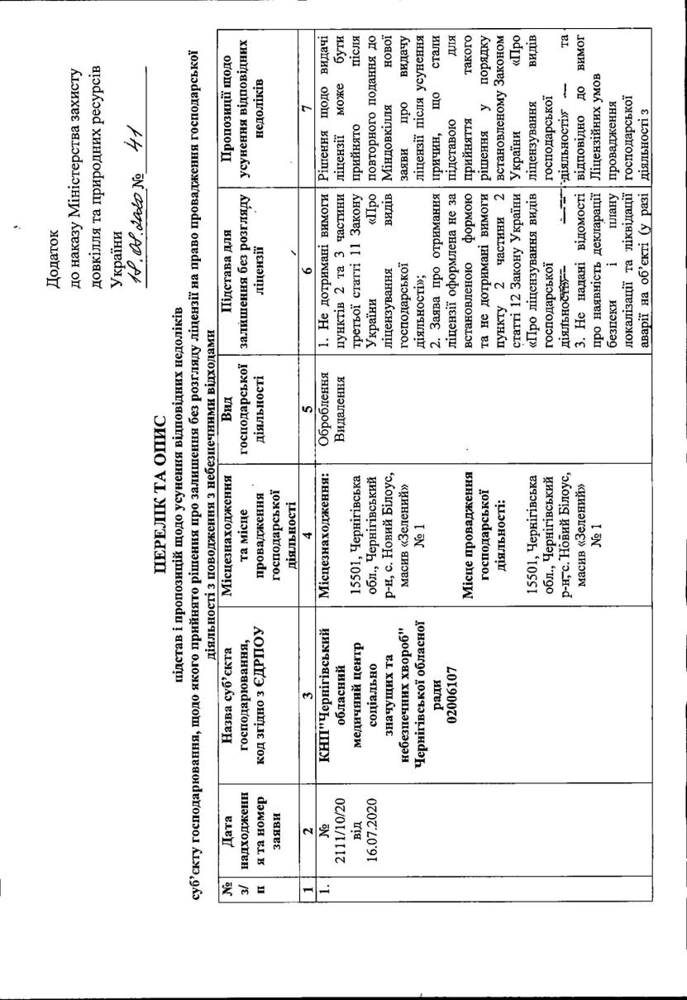 Додаток
до наказу Міністерства захисту
довкілля та природних ресурсів
України
18.08.2020 № 41
ПЕРЕЛІК ТА ОПИС
підстав і пропозицій щодо усунення відповідних недоліків
суб’єкту господарювання, щодо якого прийнято рішення про залишення без розгляду ліцензії на право провадження господарської
діяльності з поводження з небезпечними відходами
№
з/
п
Дата
надходженн
я та номер
заяви
Назва суб’єкта
господарювання,
код згідно з ЄДРПОУ
Місцезнаходження
та місце
провадження
господарської
діяльності
Вид
господарської
діяльності
Підстава для
залишення без розгляду
ліцензії
Пропозиції щодо
усунення відповідних
недоліків
1
2
3
4
5
6
7
1.
№
2111/10/20
від
16.07.2020
КНП"Чернігівський
обласний
медичний центр
соціально
значущих та
небезпечних хвороб"
Чернігівської обласної
ради
02006107
Місцезнаходження:
15501, Чернігівська
обл., Чернігівський
р-н, с. Новий Білоус,
масив «Зелений»
№ 1
Місце провадження
господарської
діяльності:
15501, Чернігівська
обл., Чернігівський
р-н, с. Новий Білоус,
масив «Зелений»
№ 1
Оброблення
Видалення
1. Не дотримані вимоги
пунктів 2 та 3 частини
третьої статті 11 Закону
України «Про
ліцензування видів
господарської
діяльності»;
2. Заява про отримання
ліцензії оформлена не за
встановленою формою
та не дотримані вимоги
пункту 2 частини 2
статті 12 Закону України
«Про ліцензування видів
господарської
діяльності»
3. Не надані відомості
про наявність декларації
безпеки і плану
локалізації та ліквідації
аварії на об’єкті (у разі
Рішення щодо видачі
ліцензії може бути
прийнято після
повторного подання до
Міндовкілля нової
заяви про видачу
ліцензії після усунення
причин, що стали
підставою для
прийняття такого
рішення у порядку
встановленому Законом
України «Про
ліцензування видів
господарської
діяльності» та
відповідно до вимог
Ліцензійних умов
провадження
господарської
діяльності з